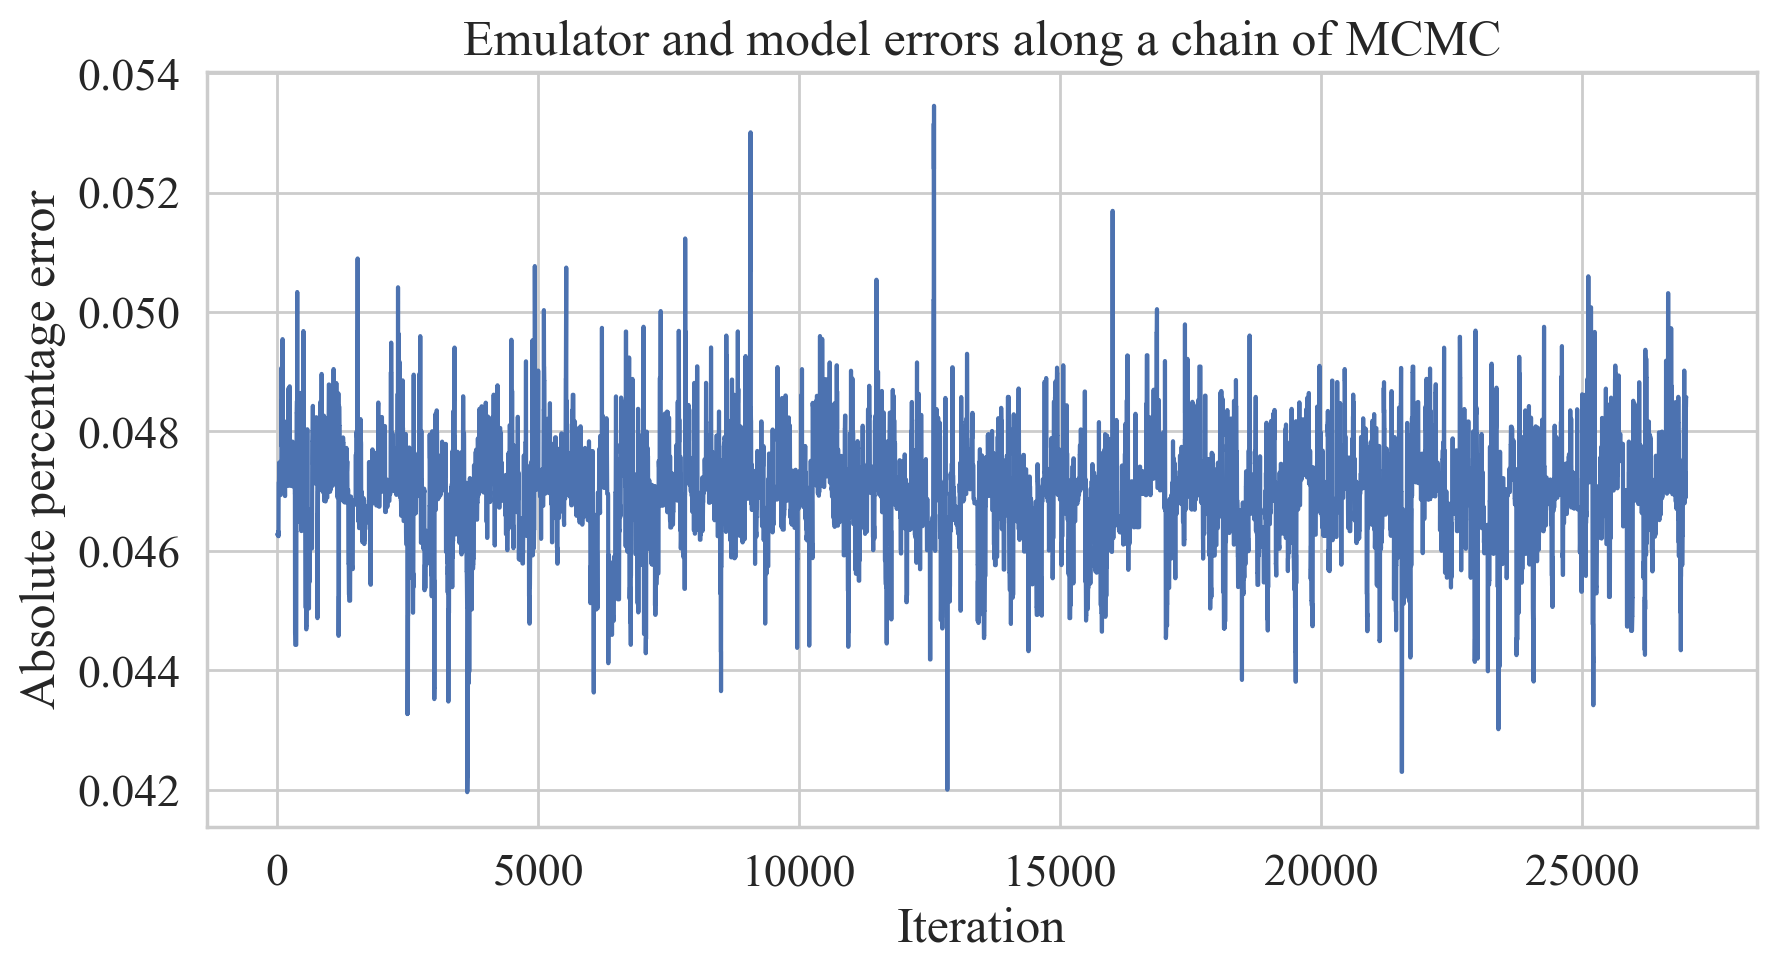 Emulator and model errors along a chain of MCMC
0.054
0.052
0.050
0.048
0.046
0.044
0.042
Absolute percentage error
0 5000 10000 15000 20000 25000
Iteration